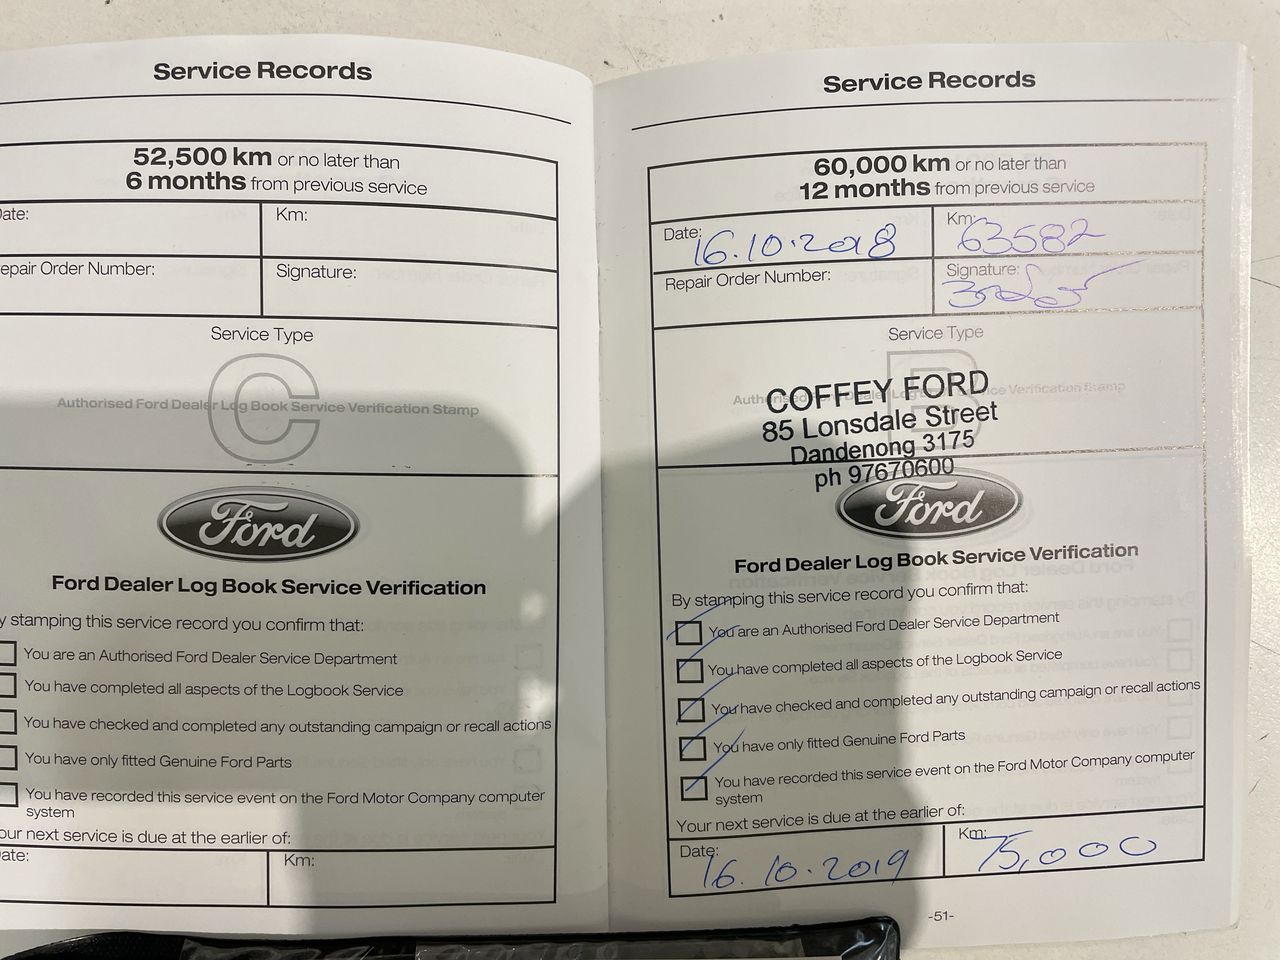 Service Records
52,500 km or no later than
6 months from previous service
ate:
Km:
epair Order Number:
Signature:
Service Type
C
Authorised Ford Dealer Log Book Service Verification Stamp
Ford
Ford Dealer Log Book Service Verification
y stamping this service record you confirm that:
You are an Authorised Ford Dealer Service Department
You have completed all aspects of the Logbook Service
You have checked and completed any outstanding campaign or recall actions
You have only fitted Genuine Ford Parts
You have recorded this service event on the Ford Motor Company computer
system
our next service is due at the earlier of:
ate:
Km:
Service Records
60,000 km or no later than
12 months from previous service
Date: 16.10.2018
Km: 63582
Repair Order Number:
Signature:
Service Type
B
Authorised Ford Dealer Log Book Service Verification Stamp
COFFEY FORD
85 Lonsdale Street
Dandenong 3175
ph 97670600
Ford
Ford Dealer Log Book Service Verification
By stamping this service record you confirm that:
You are an Authorised Ford Dealer Service Department
You have completed all aspects of the Logbook Service
You have checked and completed any outstanding campaign or recall actions
You have only fitted Genuine Ford Parts
You have recorded this service event on the Ford Motor Company computer
system
Your next service is due at the earlier of:
Date: 16.10.2019
Km: 75,000
-51-